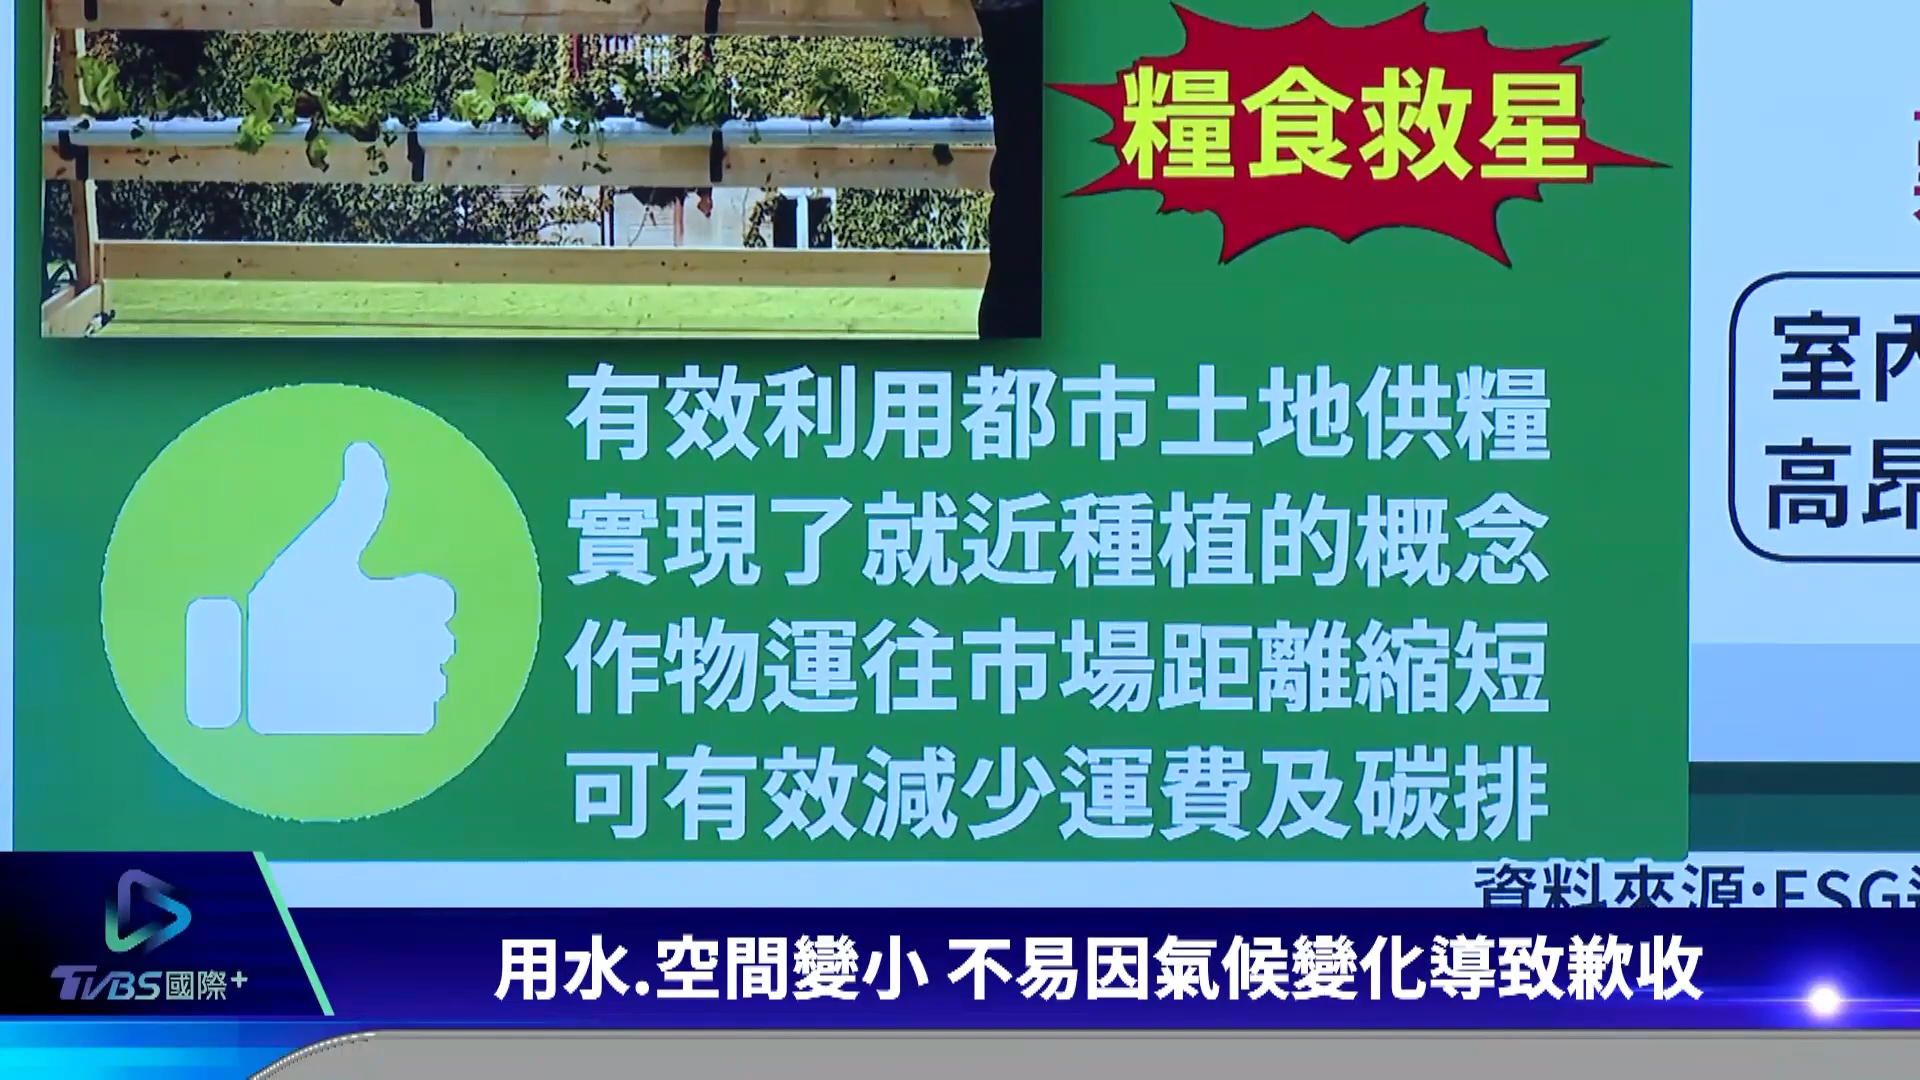 糧食救星
有效利用都市土地供糧
實現了就近種植的概念
作物運往市場距離縮短
可有效減少運費及碳排
室內
高昂
資料來源:ESG
TVBS國際+
用水.空間變小 不易因氣候變化導致歉收